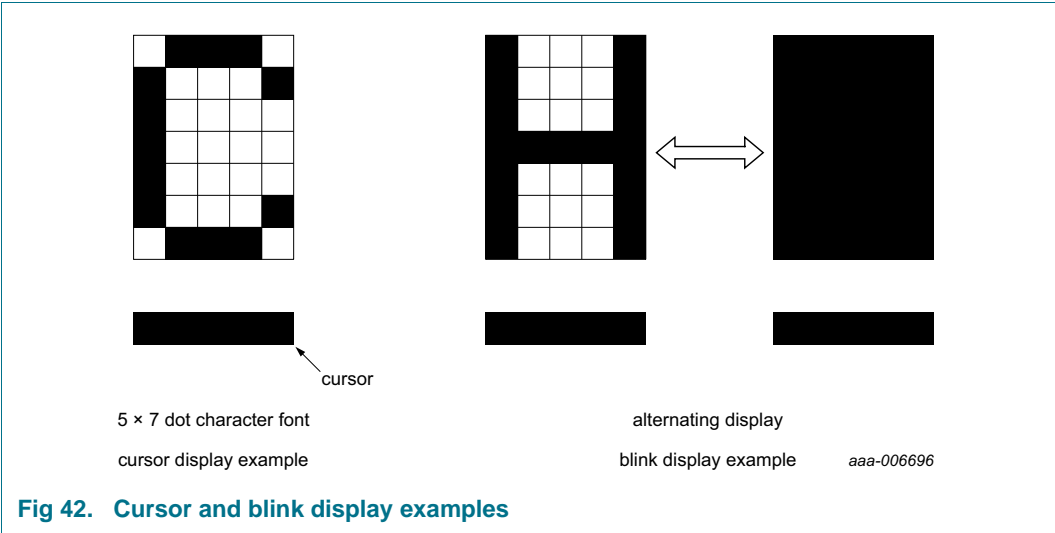 cursor
5 × 7 dot character font
alternating display
cursor display example
blink display example
aaa-006696
Fig 42. Cursor and blink display examples